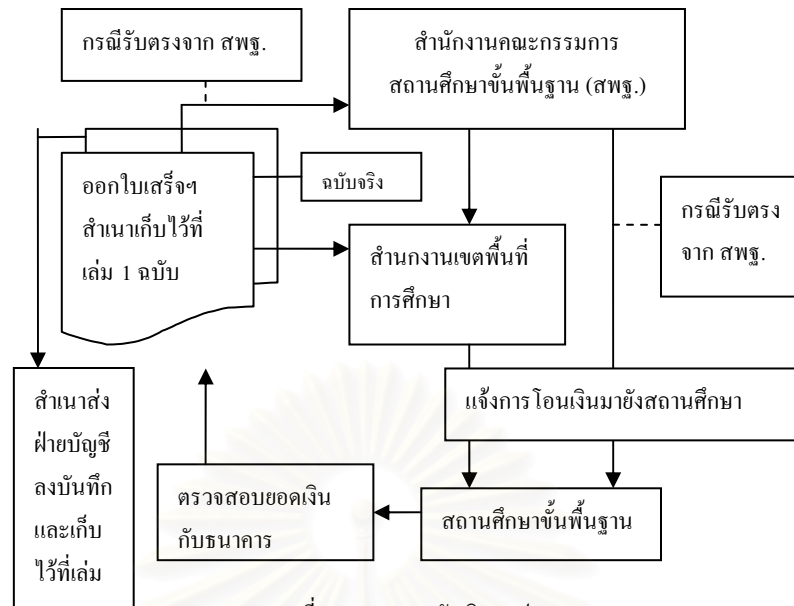 กรณีรับตรงจาก สพฐ.
สำนักงานคณะกรรมการ
สถานศึกษาขั้นพื้นฐาน (สพฐ.)
ออกใบเสร็จฯ
สำเนาเก็บไว้ที่
เล่ม 1 ฉบับ
ฉบับจริง
กรณีรับตรง
จาก สพฐ.
สำนกงานเขตพื้นที่
การศึกษา
สำเนาส่ง
ฝ่ายบัญชี
ลงบันทึก
และเก็บ
ไว้ที่เล่ม
แจ้งการโอนเงินมายังสถานศึกษา
ตรวจสอบยอดเงิน
กับธนาคาร
สถานศึกษาขั้นพื้นฐาน